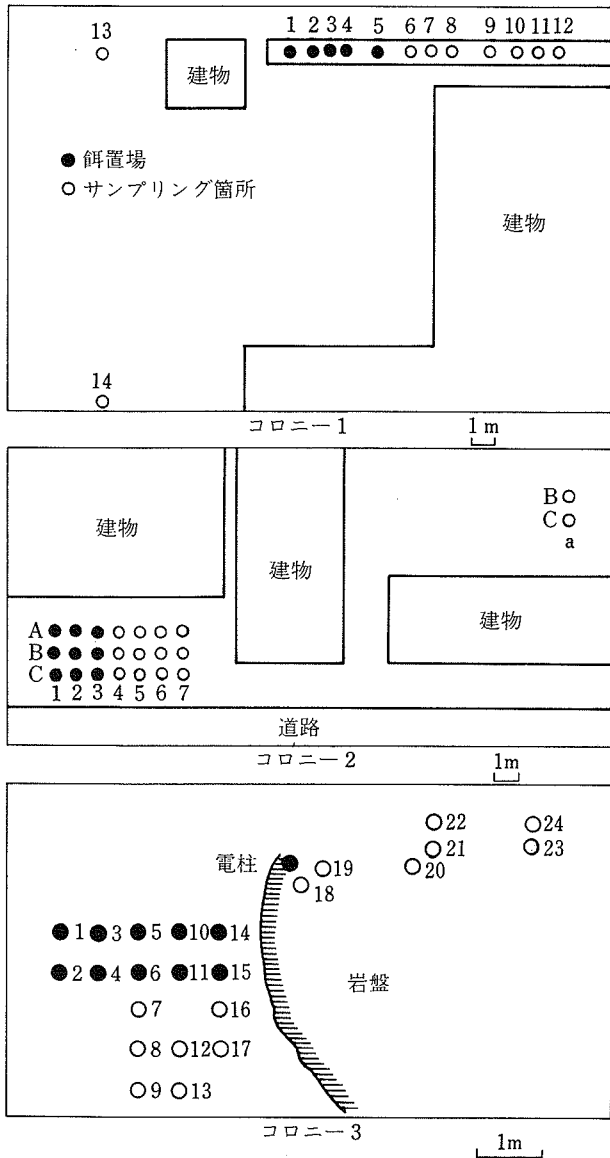 13
1 2 3 4 5 6 7 8 9 10 11 12
建物
● 餌置場
○ サンプリング箇所
建物
14
コロニー1
1 m
建物
建物
B
C
a
建物
A
B
C
1 2 3 4 5 6 7
道路
コロニー2
1m
22 24
21 23
電柱 19 20
18
1 3 5 10 14
2 4 6 11 15
岩盤
7 16
8 12 17
9 13
コロニー3
1m